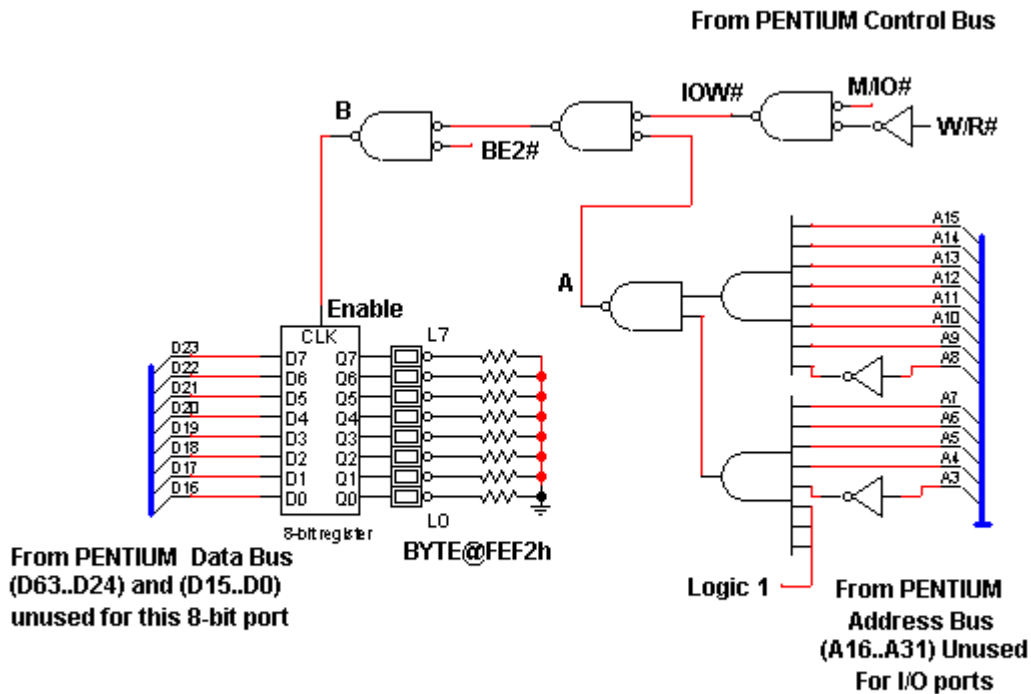 From PENTIUM Control Bus
M/IO#
IOW#
W/R#
B
BE2#
A15
A14
A13
A12
A11
A10
A9
A8
A
Enable
CLK
L7
D23 D7 Q7
D22 D6 Q6
D21 D5 Q5
D20 D4 Q4
D19 D3 Q3
D18 D2 Q2
D17 D1 Q1
D16 D0 Q0
A7
A6
A5
A4
A3
L0
8-bit register
BYTE@FEF2h
From PENTIUM Data Bus
(D63..D24) and (D15..D0)
unused for this 8-bit port
Logic 1
From PENTIUM
Address Bus
(A16..A31) Unused
For I/O ports